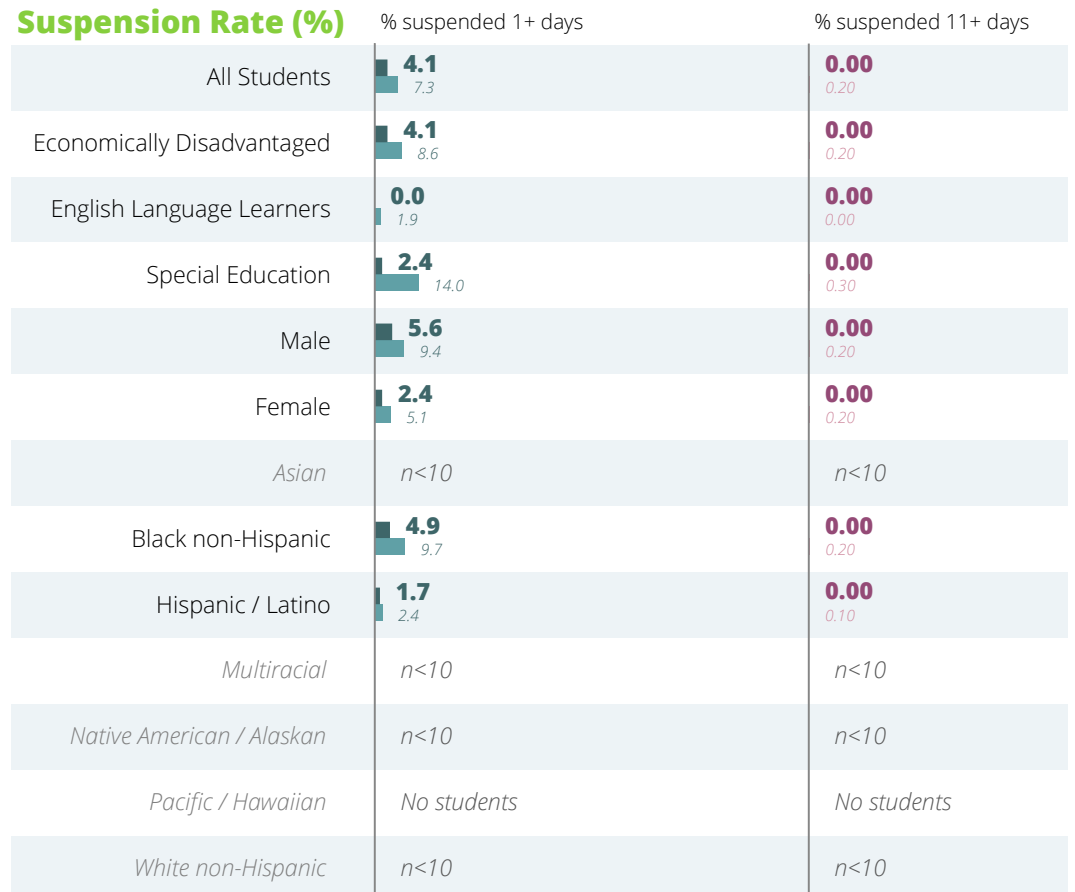 Suspension Rate (%) % suspended 1+ days % suspended 11+ days
All Students 4.1 0.00
7.3 0.20
Economically Disadvantaged 4.1 0.00
8.6 0.20
English Language Learners 0.0 0.00
1.9 0.00
Special Education 2.4 0.00
14.0 0.30
Male 5.6 0.00
9.4 0.20
Female 2.4 0.00
5.1 0.20
Asian n<10 n<10
Black non-Hispanic 4.9 0.00
9.7 0.20
Hispanic / Latino 1.7 0.00
2.4 0.10
Multiracial n<10 n<10
Native American / Alaskan n<10 n<10
Pacific / Hawaiian No students No students
White non-Hispanic n<10 n<10